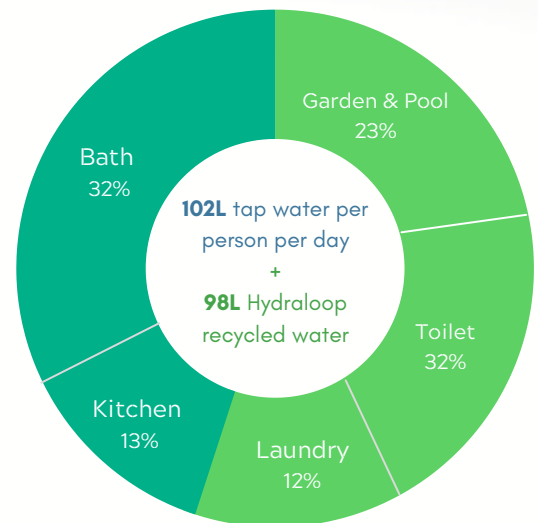 Garden & Pool
23%
Bath
32%
102L tap water per
person per day
+
98L Hydraloop
recycled water
Toilet
32%
Kitchen
13%
Laundry
12%